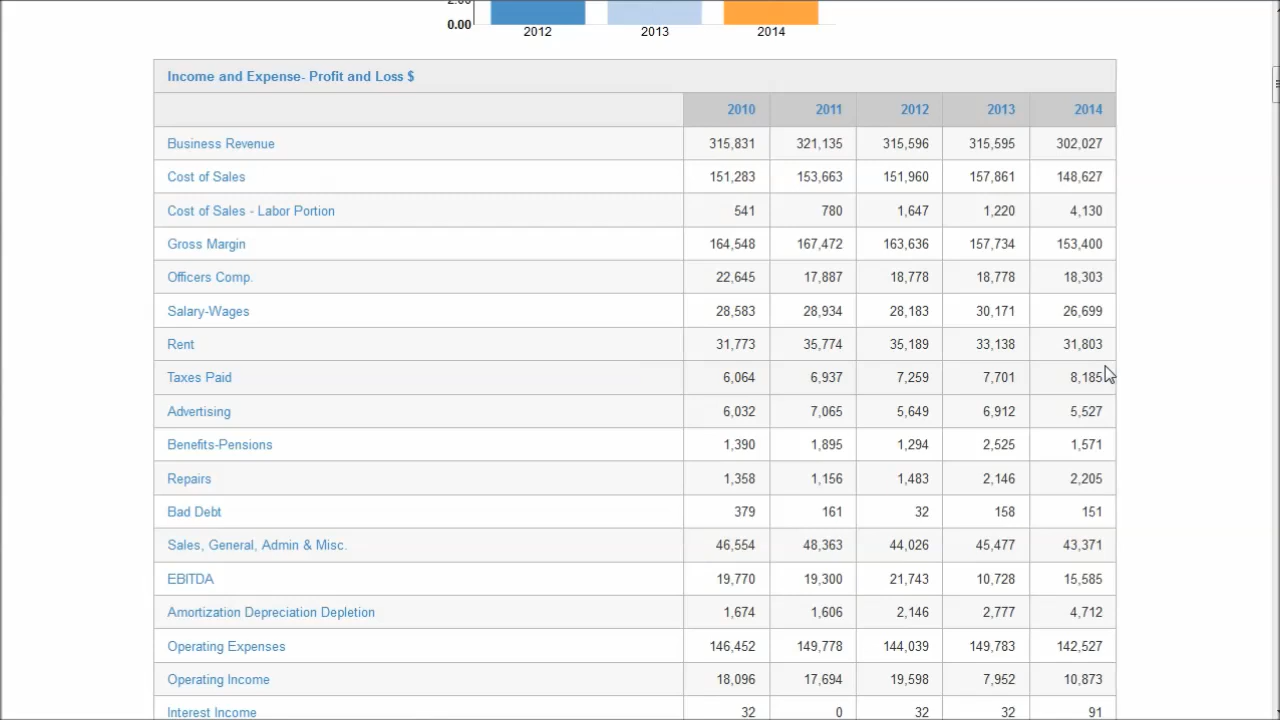 2.00
0.00
2012 2013 2014
Income and Expense- Profit and Loss $
2010 2011 2012 2013 2014
Business Revenue 315,831 321,135 315,596 315,595 302,027
Cost of Sales 151,283 153,663 151,960 157,861 148,627
Cost of Sales - Labor Portion 541 780 1,647 1,220 4,130
Gross Margin 164,548 167,472 163,636 157,734 153,400
Officers Comp. 22,645 17,887 18,778 18,778 18,303
Salary-Wages 28,583 28,934 28,183 30,171 26,699
Rent 31,773 35,774 35,189 33,138 31,803
Taxes Paid 6,064 6,937 7,259 7,701 8,185
Advertising 6,032 7,065 5,649 6,912 5,527
Benefits-Pensions 1,390 1,895 1,294 2,525 1,571
Repairs 1,358 1,156 1,483 2,146 2,205
Bad Debt 379 161 32 158 151
Sales, General, Admin & Misc. 46,554 48,363 44,026 45,477 43,371
EBITDA 19,770 19,300 21,743 10,728 15,585
Amortization Depreciation Depletion 1,674 1,606 2,146 2,777 4,712
Operating Expenses 146,452 149,778 144,039 149,783 142,527
Operating Income 18,096 17,694 19,598 7,952 10,873
Interest Income 32 0 32 32 91